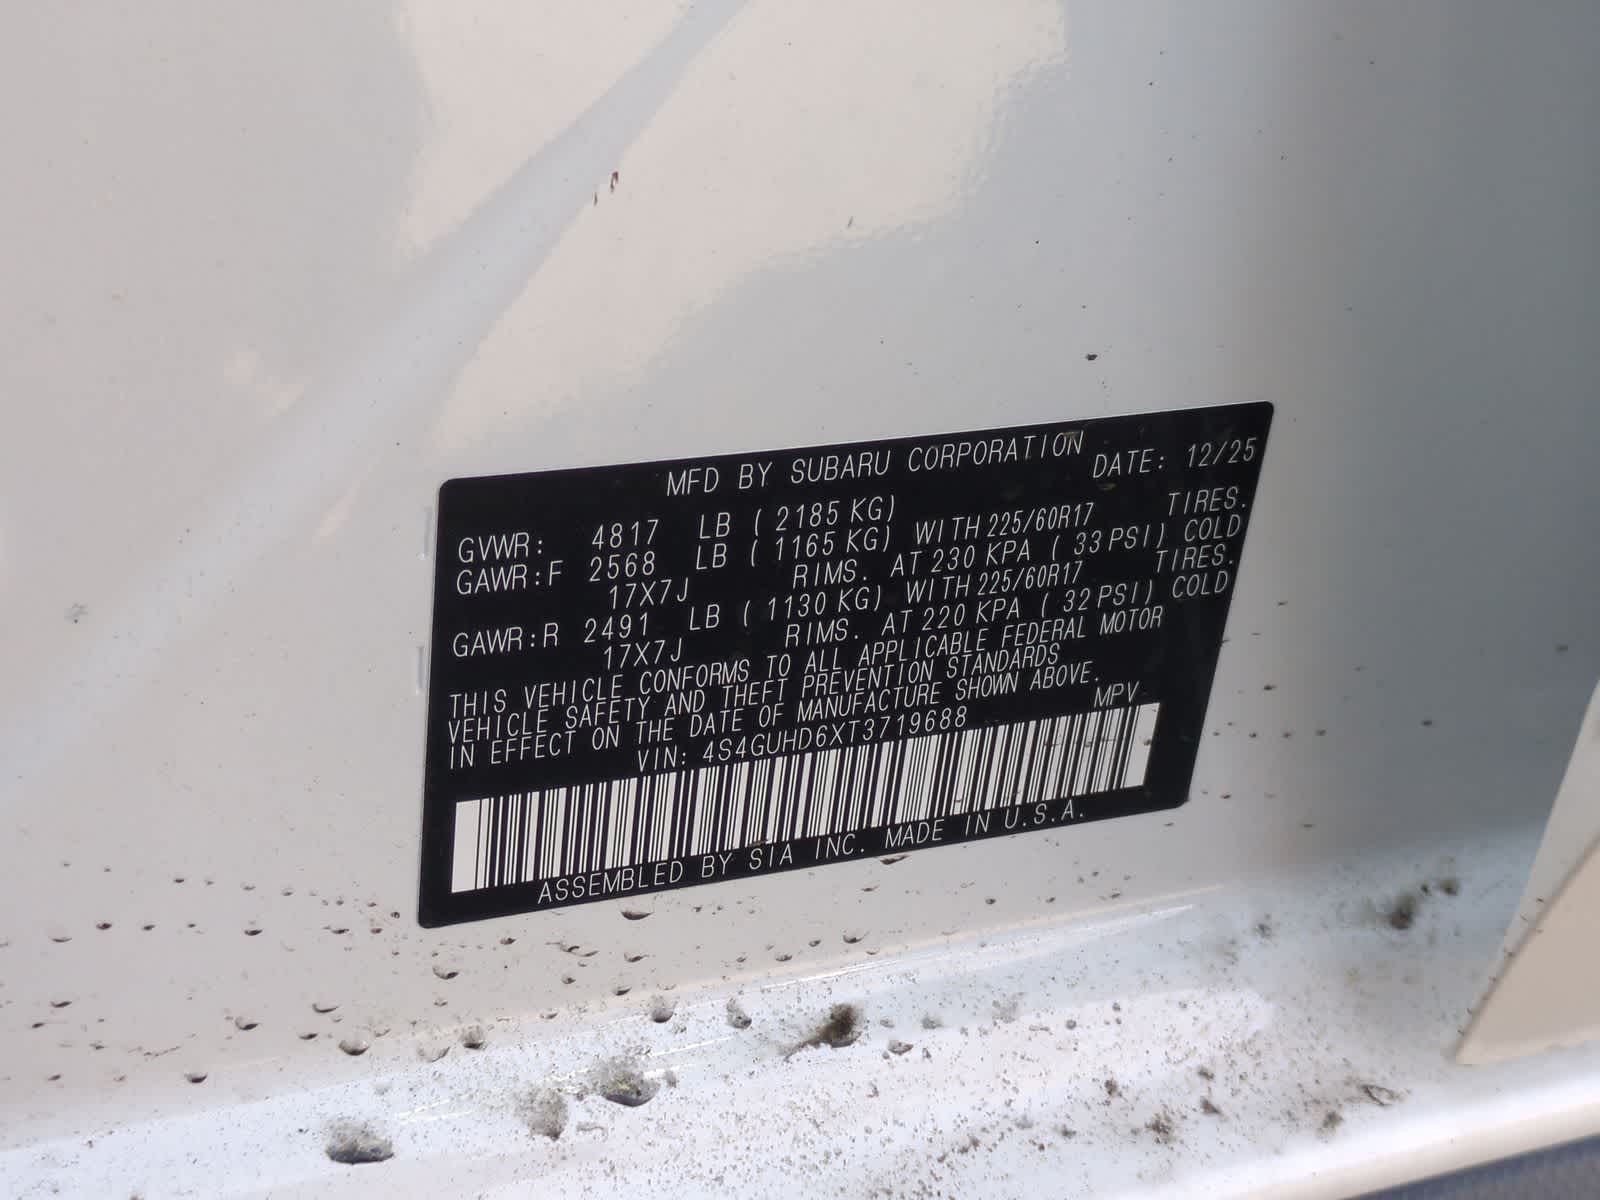 MFD BY SUBARU CORPORATION DATE: 12/25
GVWR: 4817 LB ( 2185 KG)
GAWR:F 2568 LB ( 1165 KG) WITH 225/60R17 TIRES.
17X7J RIMS. AT 230 KPA ( 33 PSI) COLD
GAWR:R 2491 LB ( 1130 KG) WITH 225/60R17 TIRES.
17X7J RIMS. AT 220 KPA ( 32 PSI) COLD
THIS VEHICLE CONFORMS TO ALL APPLICABLE FEDERAL MOTOR
VEHICLE SAFETY AND THEFT PREVENTION STANDARDS
IN EFFECT ON THE DATE OF MANUFACTURE SHOWN ABOVE.
VIN: 4S4GUHD6XT3719688 MPV
ASSEMBLED BY SIA INC. MADE IN U.S.A.